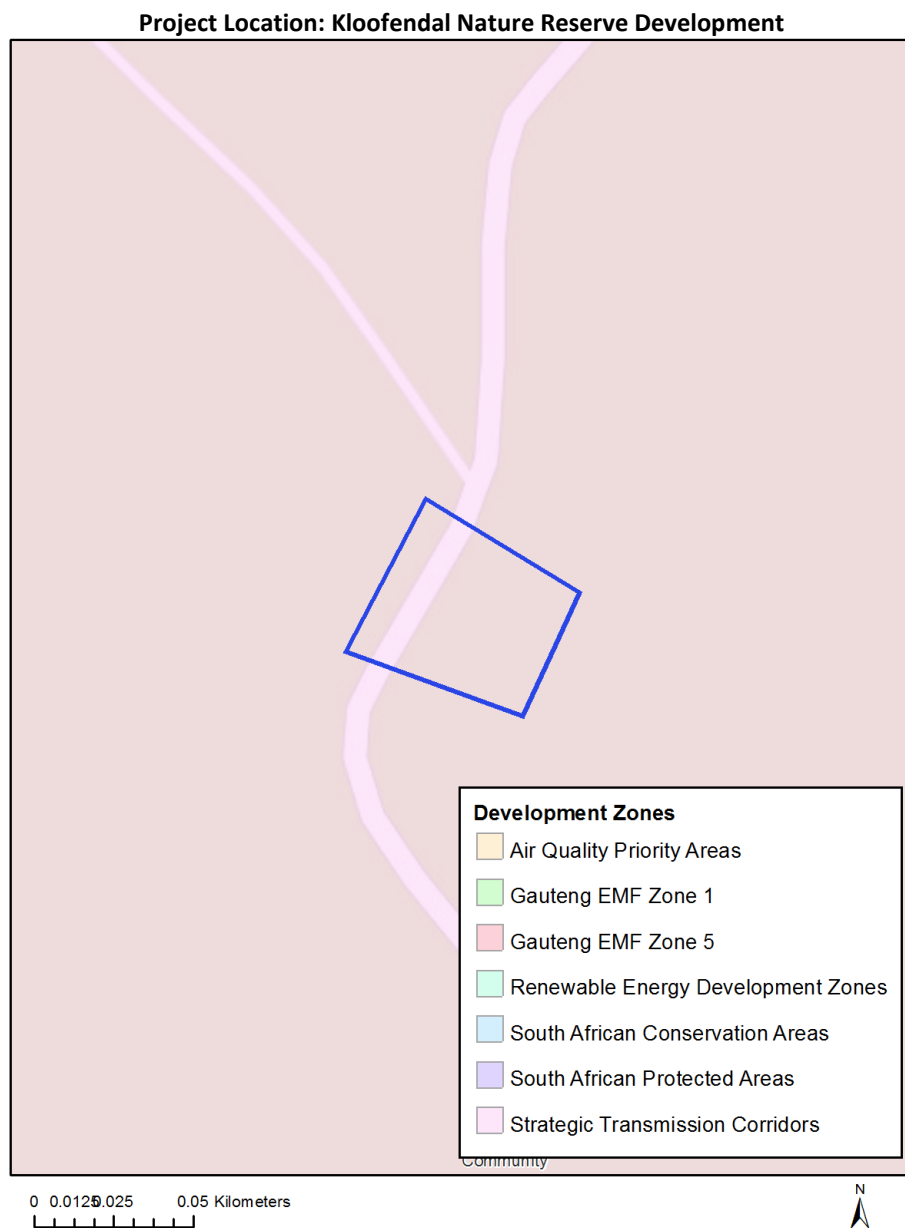 Project Location: Kloofendal Nature Reserve Development
Development Zones
Air Quality Priority Areas
Gauteng EMF Zone 1
Gauteng EMF Zone 5
Renewable Energy Development Zones
South African Conservation Areas
South African Protected Areas
Strategic Transmission Corridors
Community
0 0.0125 0.025 0.05 Kilometers
N